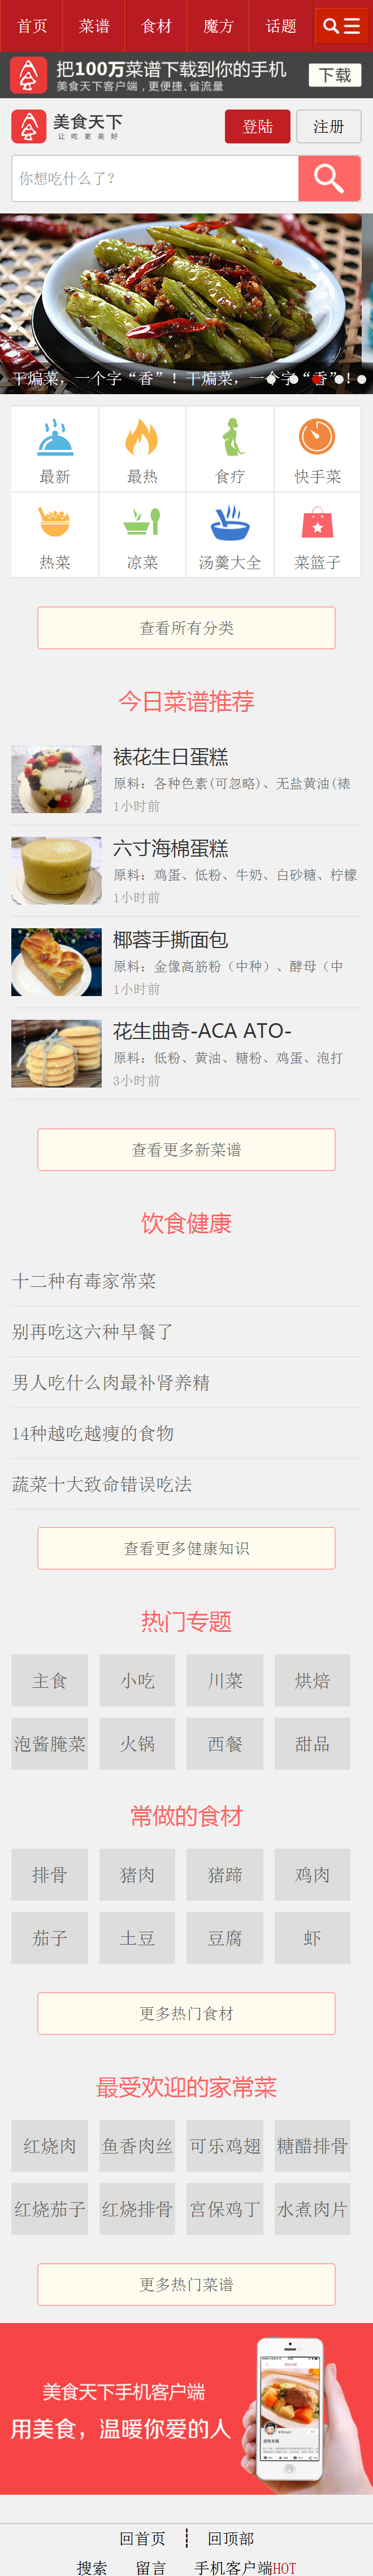 首页 菜谱 食材 魔方 话题
把100万菜谱下载到你的手机
美食天下客户端，更便捷、省流量
下载
美食天下
让吃更美好
登陆 注册
你想吃什么了？
干煸菜，一个字“香”！干煸菜，一个字“香”！
最新 最热 食疗 快手菜
热菜 凉菜 汤羹大全 菜篮子
查看所有分类
今日菜谱推荐
裱花生日蛋糕
原料：各种色素(可忽略)、无盐黄油(裱
1小时前
六寸海棉蛋糕
原料：鸡蛋、低粉、牛奶、白砂糖、柠檬
1小时前
椰蓉手撕面包
原料：金像高筋粉（中种）、酵母（中
1小时前
花生曲奇-ACA ATO-
原料：低粉、黄油、糖粉、鸡蛋、泡打
3小时前
查看更多新菜谱
饮食健康
十二种有毒家常菜
别再吃这六种早餐了
男人吃什么肉最补肾养精
14种越吃越瘦的食物
蔬菜十大致命错误吃法
查看更多健康知识
热门专题
主食 小吃 川菜 烘焙
泡酱腌菜 火锅 西餐 甜品
常做的食材
排骨 猪肉 猪蹄 鸡肉
茄子 土豆 豆腐 虾
更多热门食材
最受欢迎的家常菜
红烧肉 鱼香肉丝 可乐鸡翅 糖醋排骨
红烧茄子 红烧排骨 宫保鸡丁 水煮肉片
更多热门菜谱
美食天下手机客户端
用美食，温暖你爱的人
回首页 回顶部
搜索 留言 手机客户端HOT